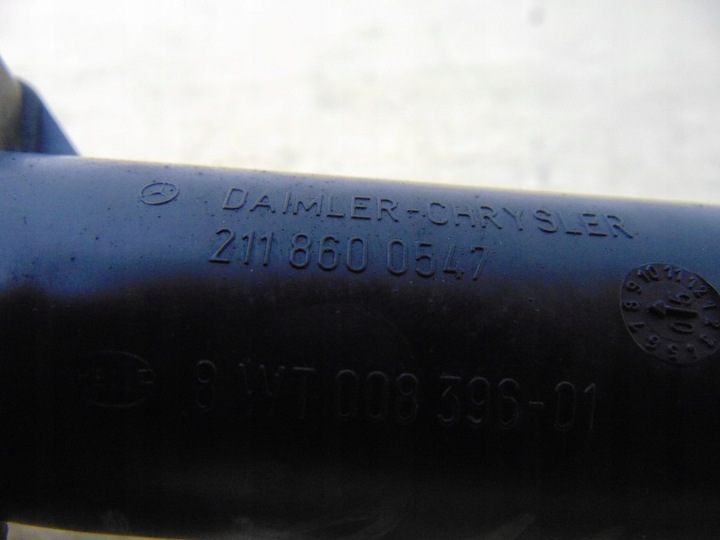 DAIMLER-CHRYSLER
211 860 0547
8 WT 008 396-01